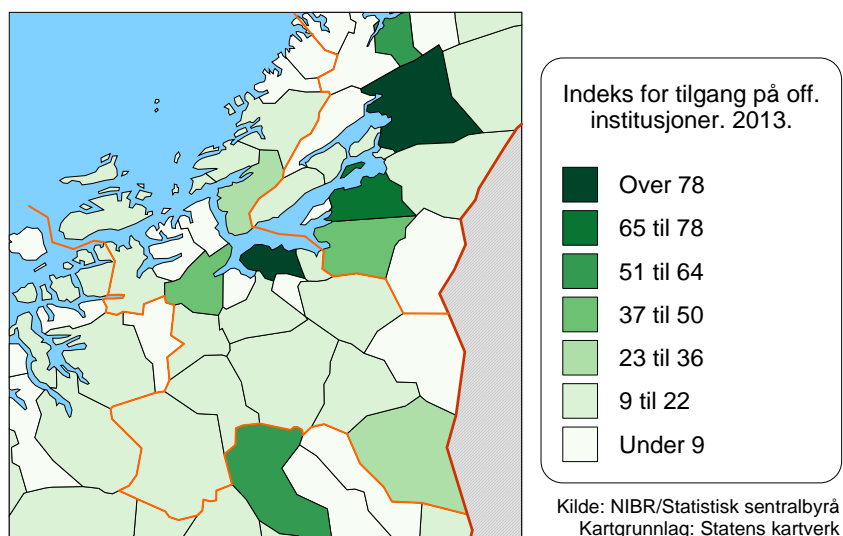 Indeks for tilgang på off.
institusjoner. 2013.
Over 78
65 til 78
51 til 64
37 til 50
23 til 36
9 til 22
Under 9
Kilde: NIBR/Statistisk sentralbyrå
Kartgrunnlag: Statens kartverk